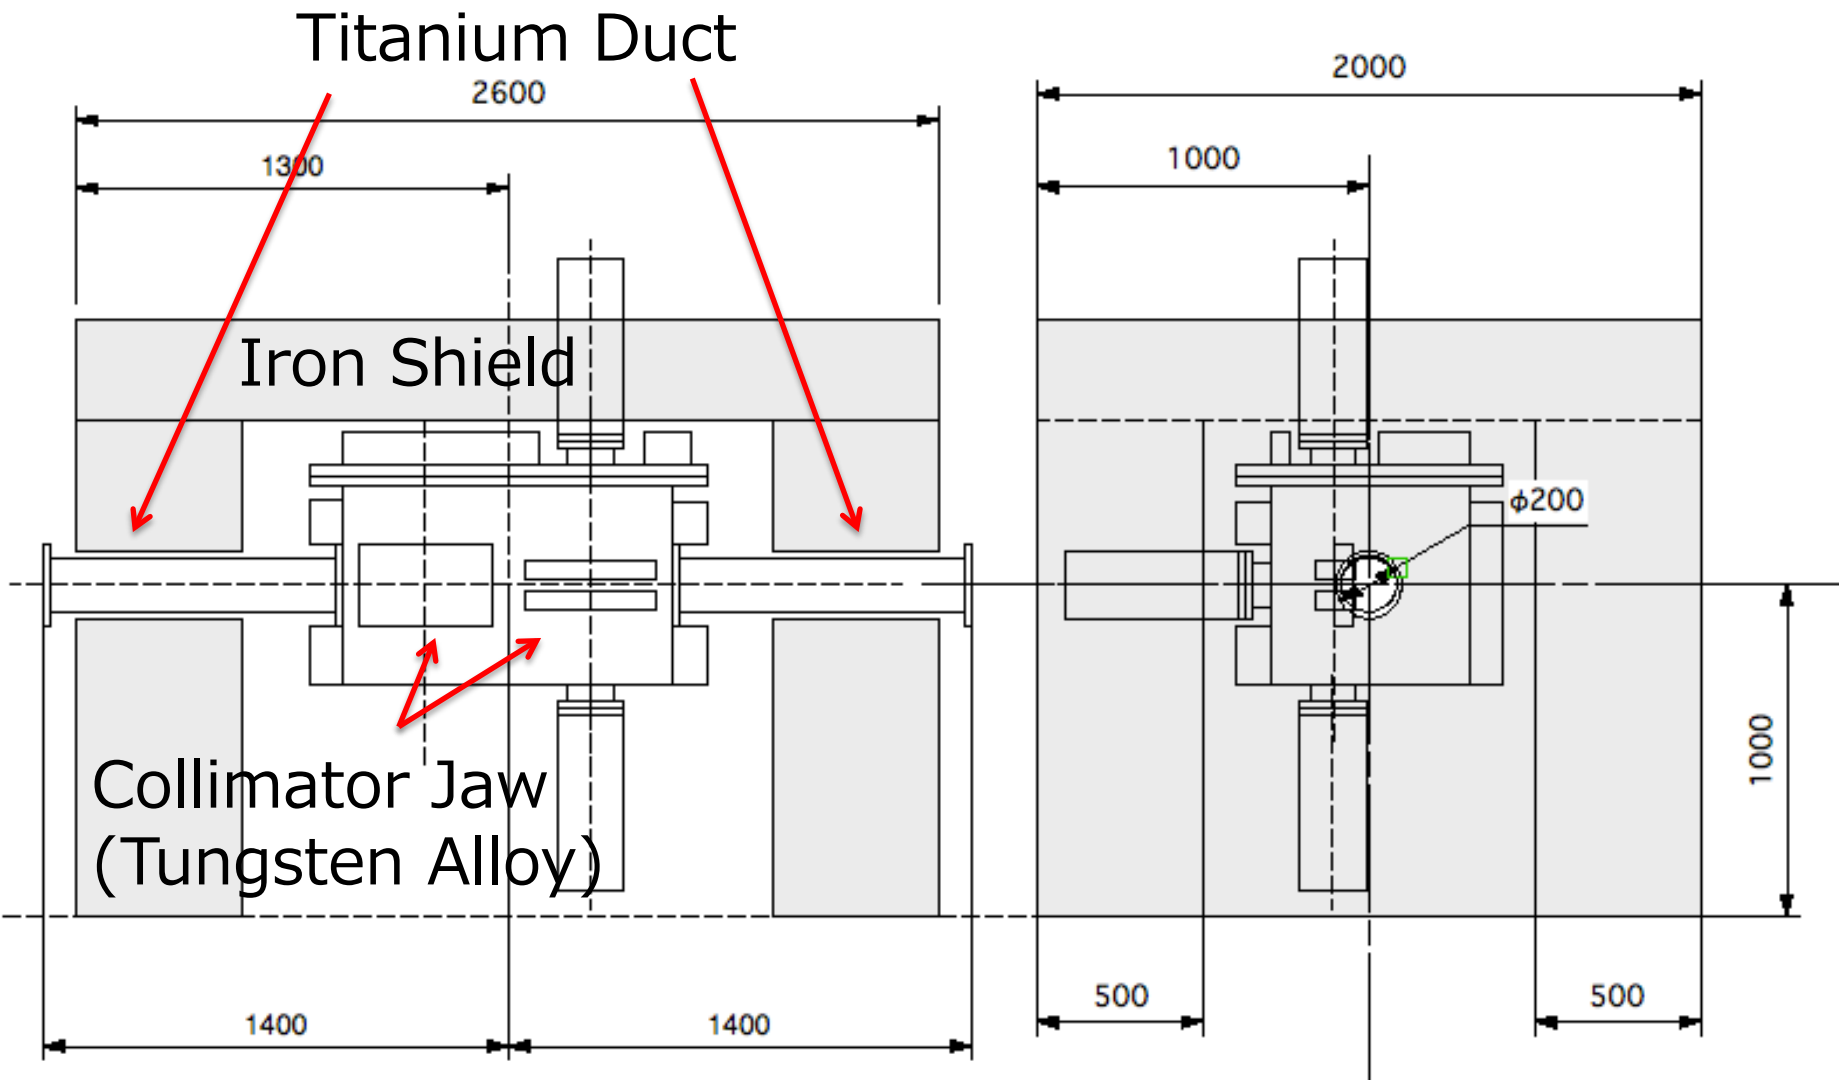 Titanium Duct
2600
2000
1300
1000
Iron Shield
φ200
1000
Collimator Jaw
(Tungsten Alloy)
500
500
1400
1400